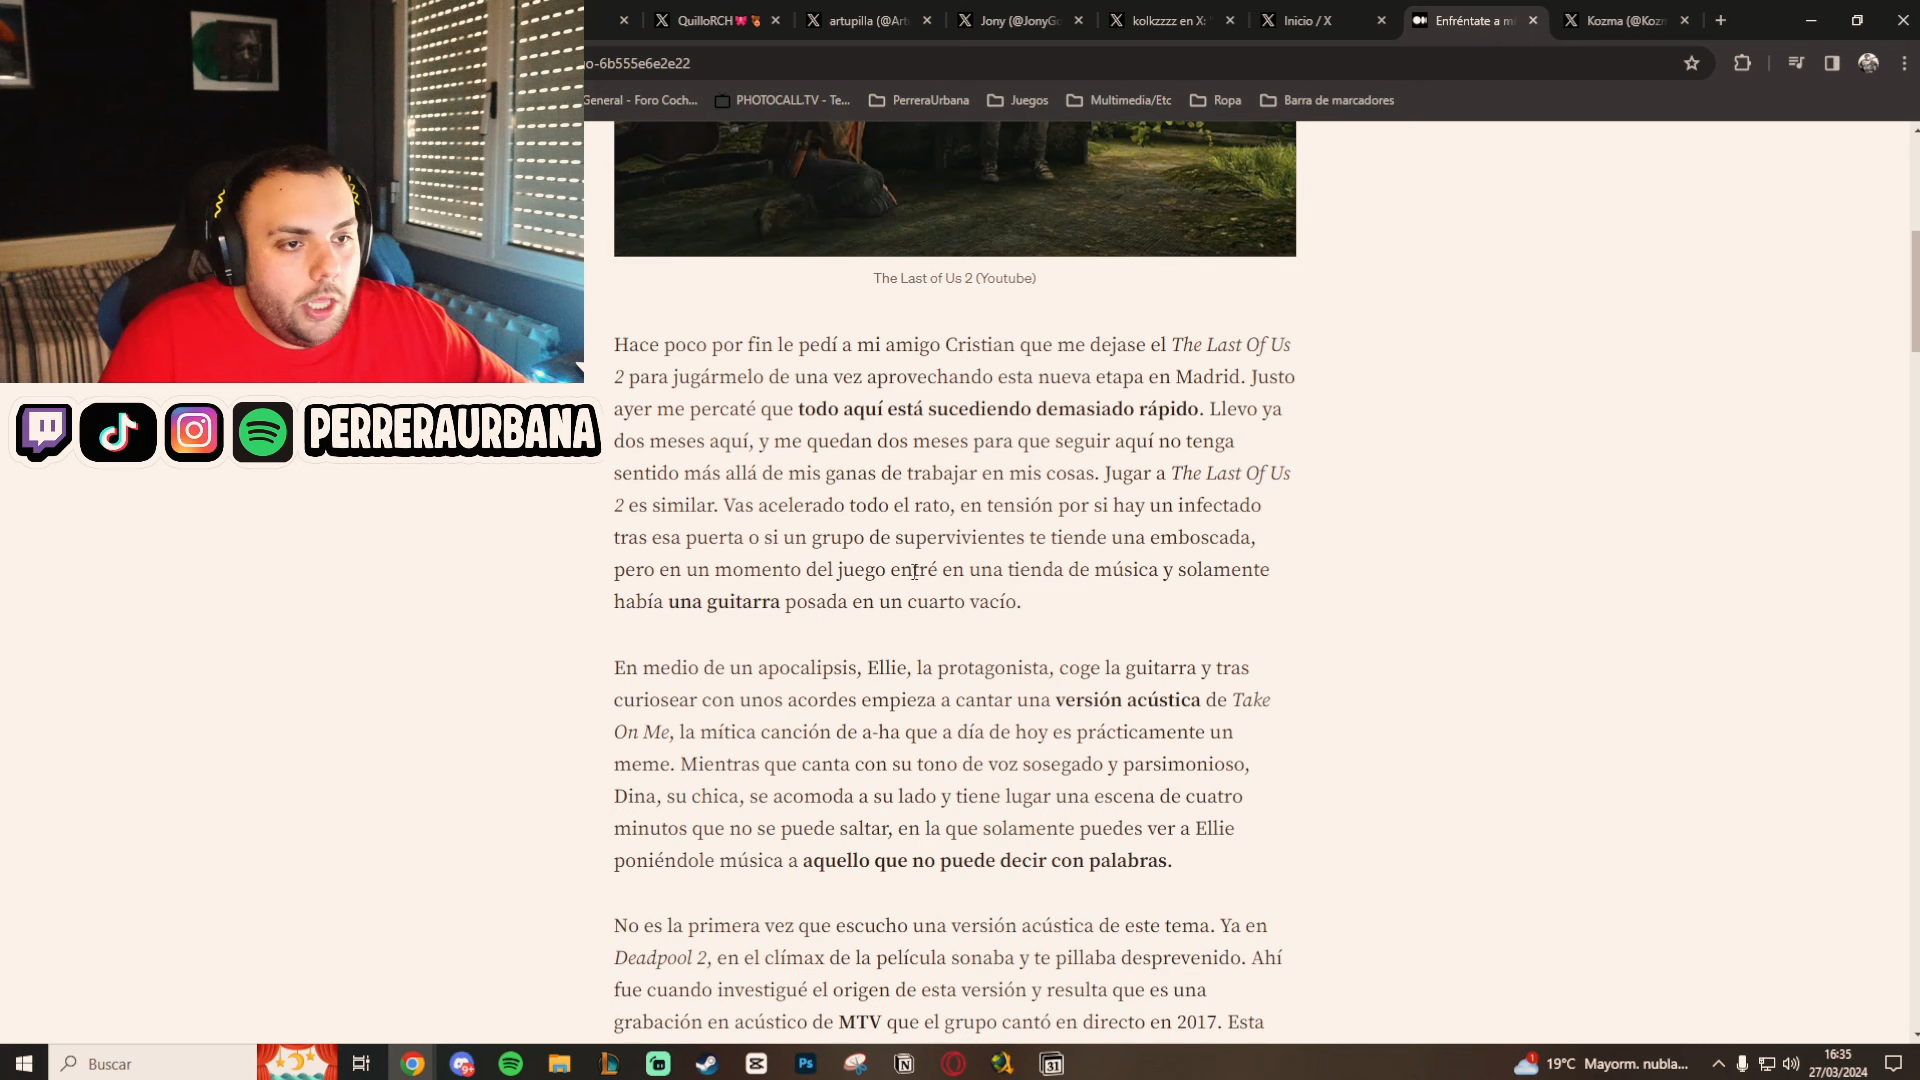 QuilloRCH
artupilla (@Art
Jony (@JonyGo
kolkzzzz en X:
Inicio / X
Enfréntate a mi
Kozma (@Kozm
o-6b555e6e2e22
General - Foro Coch...
PHOTOCALL.TV - Te...
PerreraUrbana
Juegos
Multimedia/Etc
Ropa
Barra de marcadores
The Last of Us 2 (Youtube)
PERRERAURBANA
Hace poco por fin le pedí a mi amigo Cristian que me dejase el The Last Of Us
2 para jugármelo de una vez aprovechando esta nueva etapa en Madrid. Justo
ayer me percaté que todo aquí está sucediendo demasiado rápido. Llevo ya
dos meses aquí, y me quedan dos meses para que seguir aquí no tenga
sentido más allá de mis ganas de trabajar en mis cosas. Jugar a The Last Of Us
2 es similar. Vas acelerado todo el rato, en tensión por si hay un infectado
tras esa puerta o si un grupo de supervivientes te tiende una emboscada,
pero en un momento del juego entré en una tienda de música y solamente
había una guitarra posada en un cuarto vacío.
En medio de un apocalipsis, Ellie, la protagonista, coge la guitarra y tras
curiosear con unos acordes empieza a cantar una versión acústica de Take
On Me, la mítica canción de a-ha que a día de hoy es prácticamente un
meme. Mientras que canta con su tono de voz sosegado y parsimonioso,
Dina, su chica, se acomoda a su lado y tiene lugar una escena de cuatro
minutos que no se puede saltar, en la que solamente puedes ver a Ellie
poniéndole música a aquello que no puede decir con palabras.
No es la primera vez que escucho una versión acústica de este tema. Ya en
Deadpool 2, en el clímax de la película sonaba y te pillaba desprevenido. Ahí
fue cuando investigué el origen de esta versión y resulta que es una
grabación en acústico de MTV que el grupo cantó en directo en 2017. Esta
Buscar
9+
Ps
31
1
19°C Mayorm. nubla...
16:35
27/03/2024